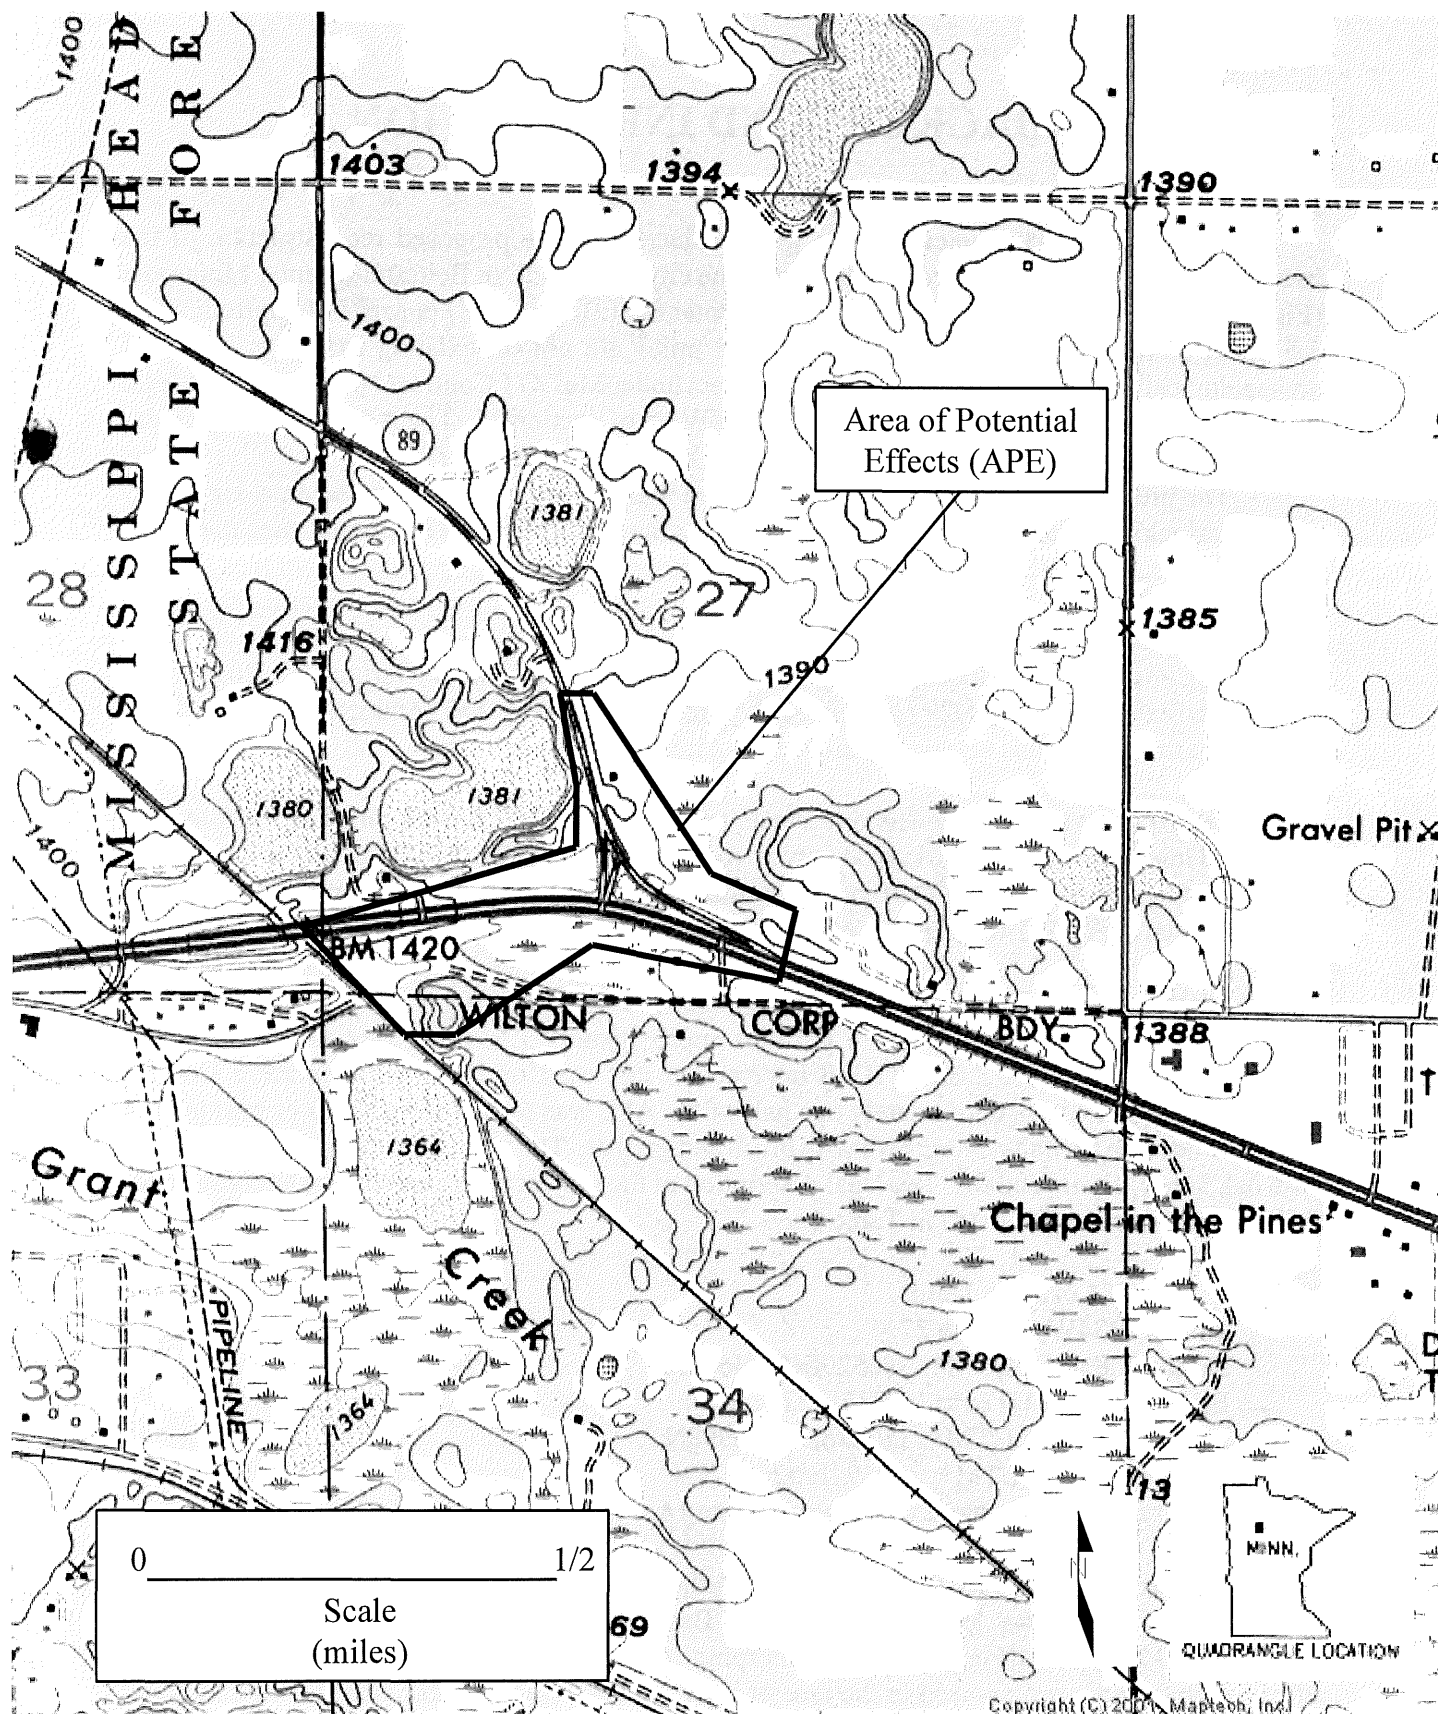 1400
MISSISSIPPI HEAD
STATE FORE
1403
1394
1390
1400
89
Area of Potential
Effects (APE)
1381
28
27
1385
1416
1390
1380
1381
1400
Gravel Pit
BM 1420
WILTON CORP BDY
1388
1364
Grant
Creek
Chapel in the Pines
PIPELINE
33
34
1380
1364
13
0 1/2
Scale
(miles)
69
N
MINN.
QUADRANGLE LOCATION
Copyright (C) 2001, Maptech, Inc.